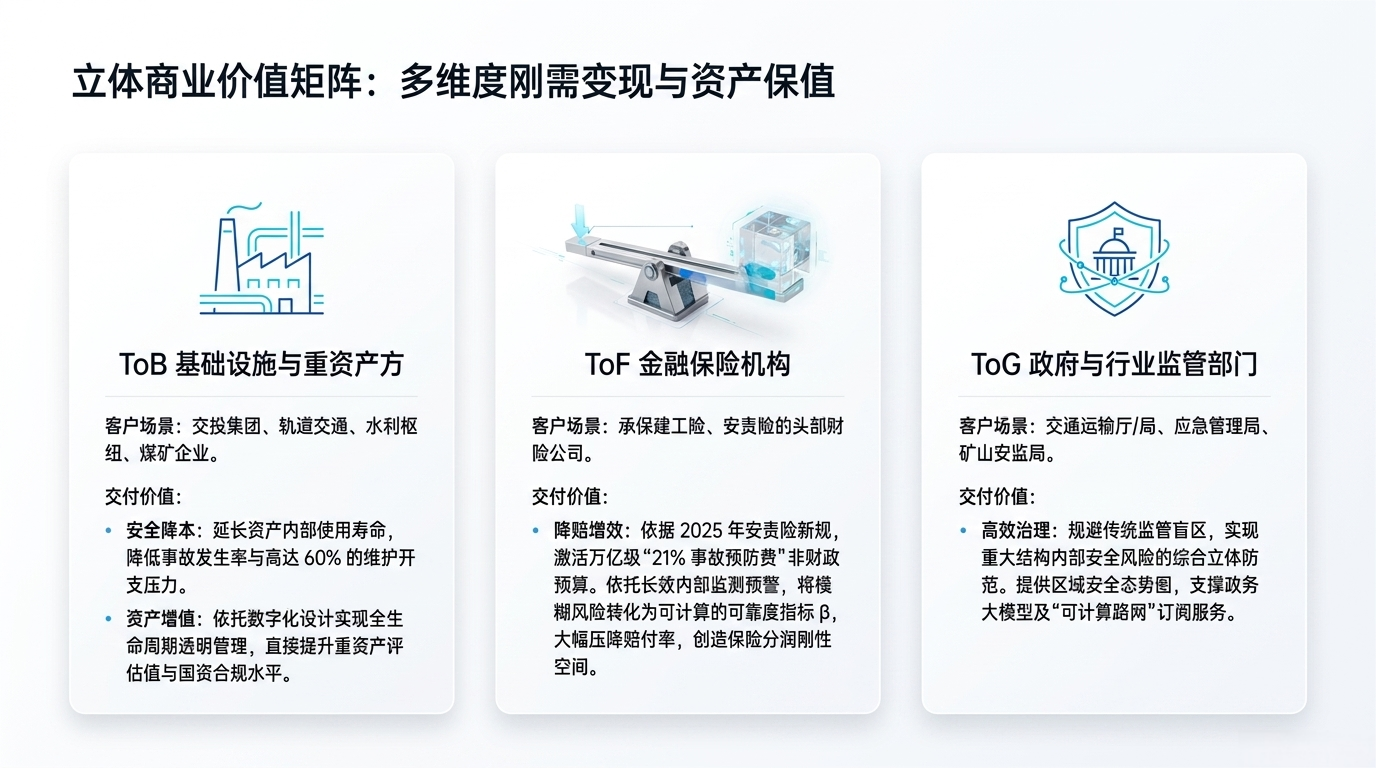 立体商业价值矩阵：多维度刚需变现与资产保值
ToB 基础设施与重资产方
客户场景：交投集团、轨道交通、水利枢
纽、煤矿企业。
交付价值：
• 安全降本：延长资产内部使用寿命，
降低事故发生率与高达 60% 的维护开
支压力。
• 资产增值：依托数字化设计实现全生
命周期透明管理，直接提升重资产评
估值与国资合规水平。
ToF 金融保险机构
客户场景：承保建工险、安责险的头部财
险公司。
交付价值：
• 降赔增效：依据 2025 年安责险新规，
激活万亿级“21% 事故预防费”非财政
预算。依托长效内部监测预警，将模
糊风险转化为可计算的可靠度指标 β，
大幅压降赔付率，创造保险分润刚性
空间。
ToG 政府与行业监管部门
客户场景：交通运输厅/局、应急管理局、
矿山安监局。
交付价值：
• 高效治理：规避传统监管盲区，实现
重大结构内部安全风险的综合立体防
范。提供区域安全态势图，支撑政务
大模型及“可计算路网”订阅服务。